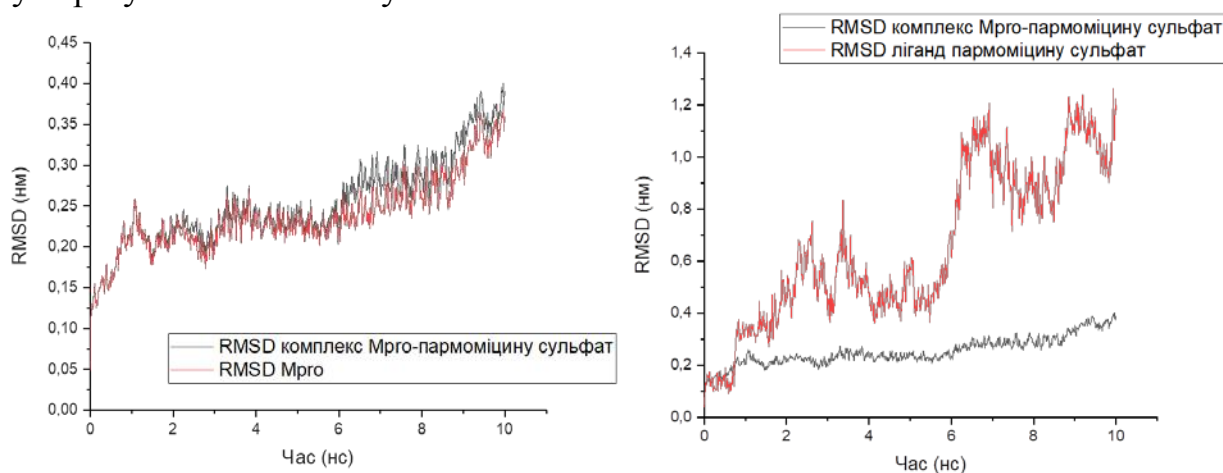 RMSD комплекс Mpro-пармоміцину сульфат
RMSD ліганд пармоміцину сульфат
0,45
0,40
0,35
0,30
0,25
0,20
0,15
0,10
0,05
0,00
RMSD (нм)
RMSD комплекс Mpro-пармоміцину сульфат
RMSD Mpro
0 2 4 6 8 10
Час (нс)
1,4
1,2
1,0
0,8
0,6
0,4
0,2
0,0
RMSD (нм)
0 2 4 6 8 10
Час (нс)